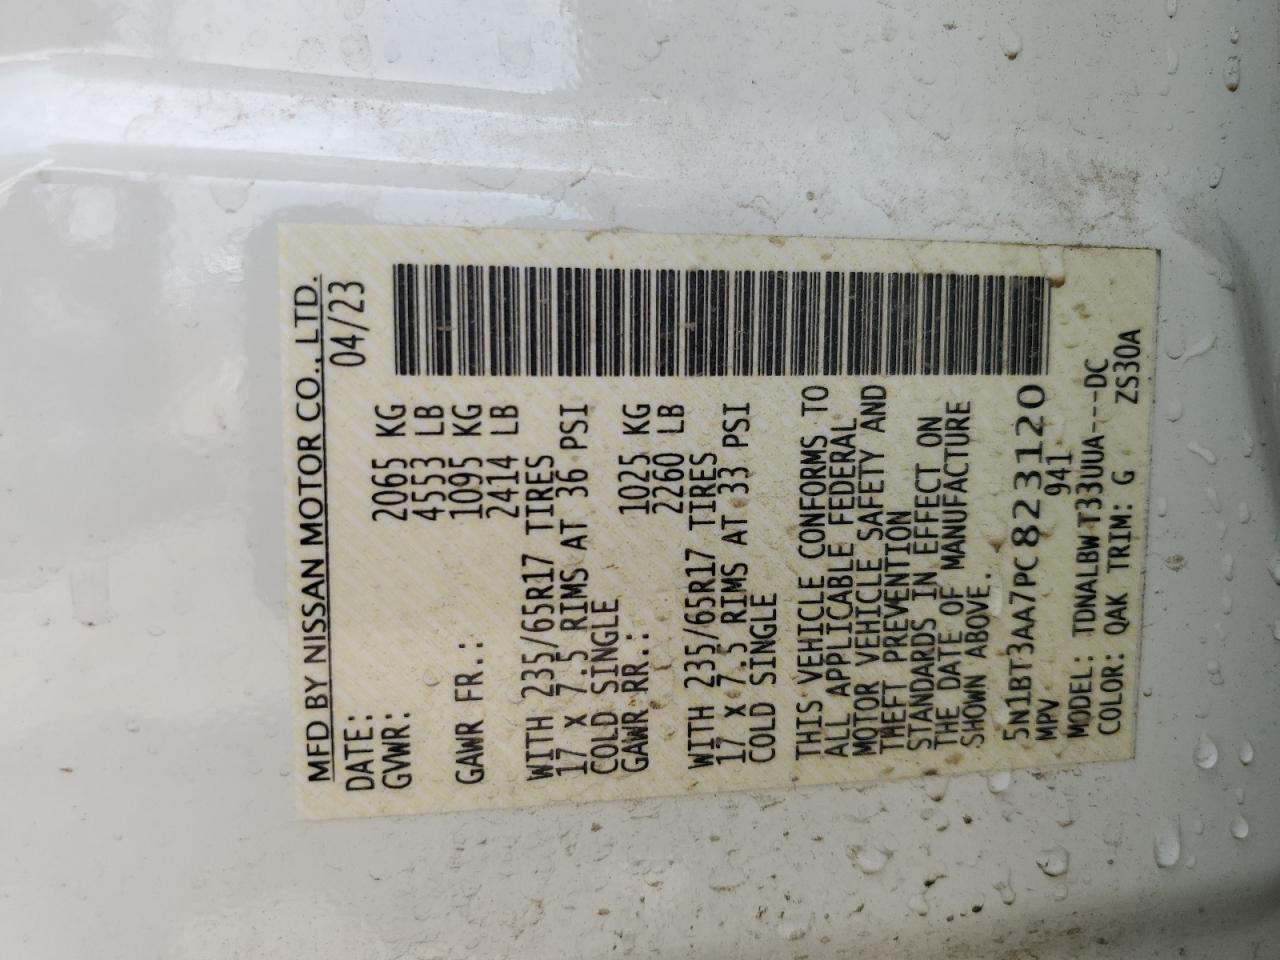 MFD BY NISSAN MOTOR CO., LTD.
DATE: 04/23
GVWR: 2065 KG
4553 LB
GAWR FR.: 1095 KG
2414 LB
WITH 235/65R17 TIRES
17 x 7.5 RIMS AT 36 PSI
COLD SINGLE
GAWR RR.: 1025 KG
2260 LB
WITH 235/65R17 TIRES
17 x 7.5 RIMS AT 33 PSI
COLD SINGLE
THIS VEHICLE CONFORMS TO
ALL APPLICABLE FEDERAL
MOTOR VEHICLE SAFETY AND
THEFT PREVENTION
STANDARDS IN EFFECT ON
THE DATE OF MANUFACTURE
SHOWN ABOVE.
5N1BT3AA7PC823120
MPV 941
MODEL: TDNALBWT33UUA---DC
COLOR: QAK TRIM: G ZS30A